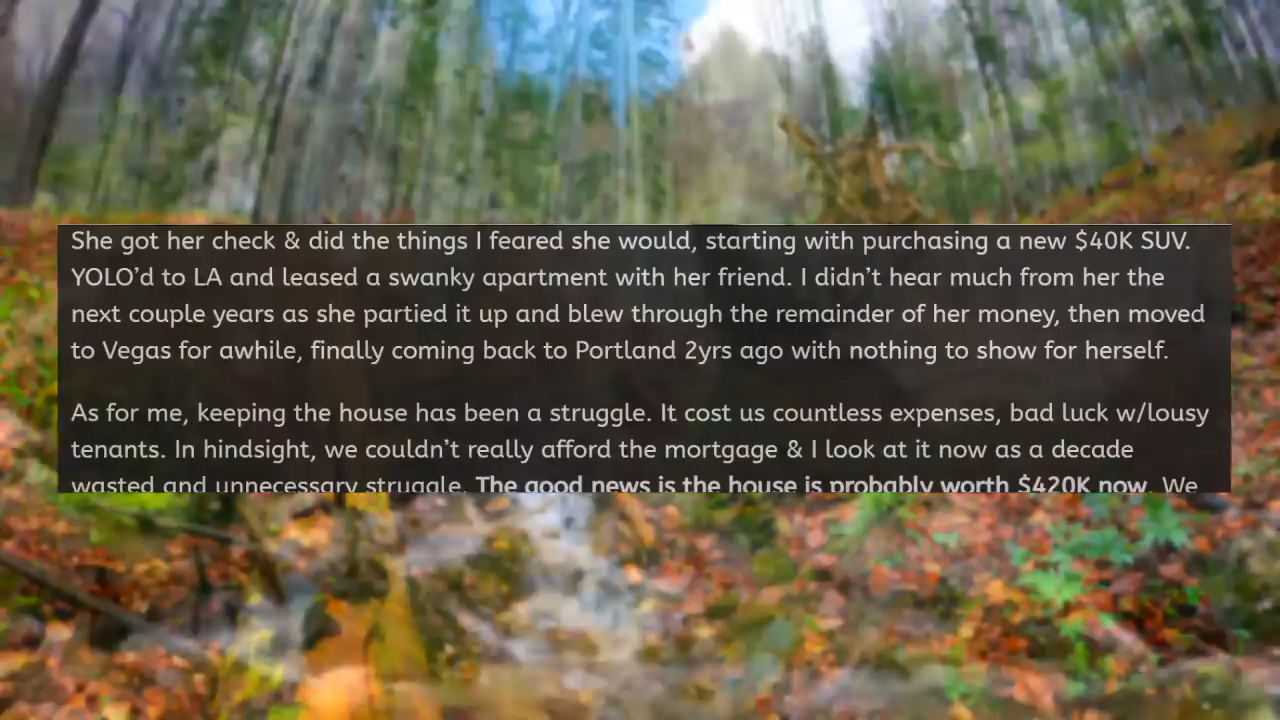 She got her check & did the things I feared she would, starting with purchasing a new $40K SUV.
YOLO’d to LA and leased a swanky apartment with her friend. I didn’t hear much from her the
next couple years as she partied it up and blew through the remainder of her money, then moved
to Vegas for awhile, finally coming back to Portland 2yrs ago with nothing to show for herself.
As for me, keeping the house has been a struggle. It cost us countless expenses, bad luck w/lousy
tenants. In hindsight, we couldn’t really afford the mortgage & I look at it now as a decade
wasted and unnecessary struggle. The good news is the house is probably worth $420K now. We